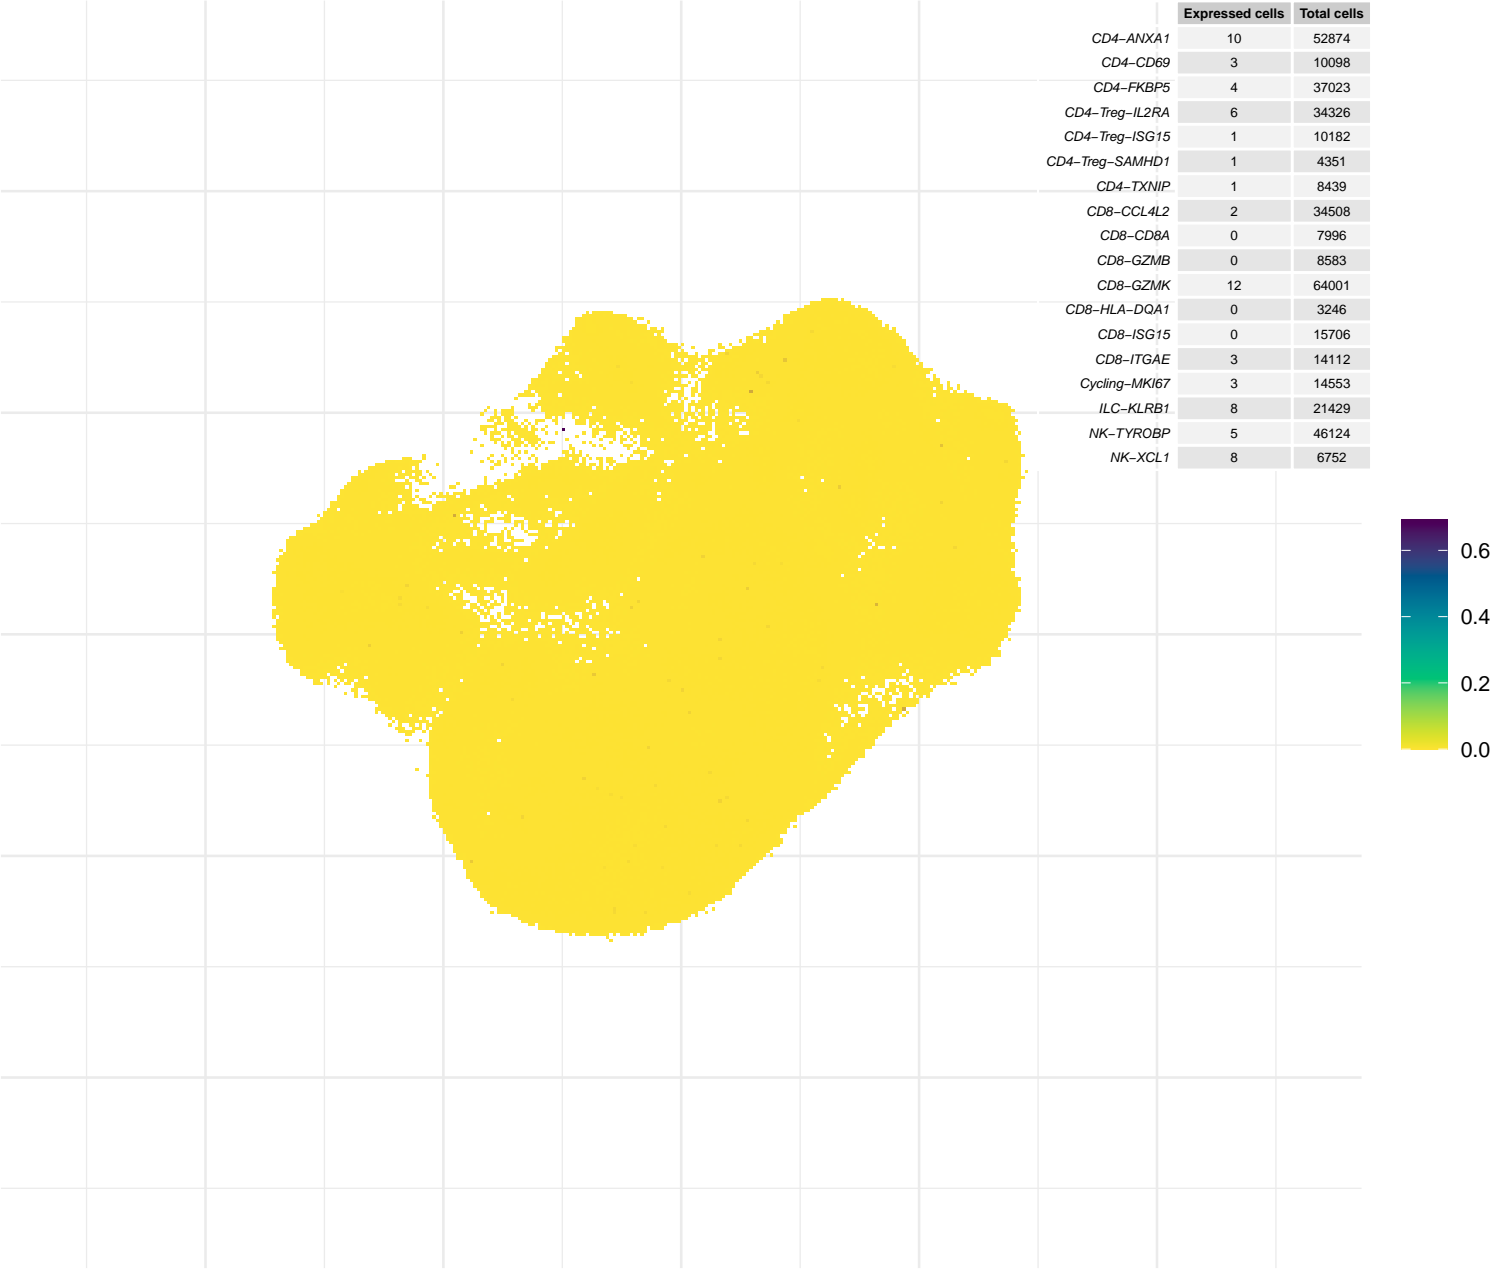 Expressed cells Total cells
CD4−ANXA1 10 52874
CD4−CD69 3 10098
CD4−FKBP5 4 37023
CD4−Treg−IL2RA 6 34326
CD4−Treg−ISG15 1 10182
CD4−Treg−SAMHD1 1 4351
CD4−TXNIP 1 8439
CD8−CCL4L2 2 34508
CD8−CD8A 0 7996
CD8−GZMB 0 8583
CD8−GZMK 12 64001
CD8−HLA−DQA1 0 3246
CD8−ISG15 0 15706
CD8−ITGAE 3 14112
Cycling−MKI67 3 14553
ILC−KLRB1 8 21429
NK−TYROBP 5 46124
NK−XCL1 8 6752
0.6
0.4
0.2
0.0